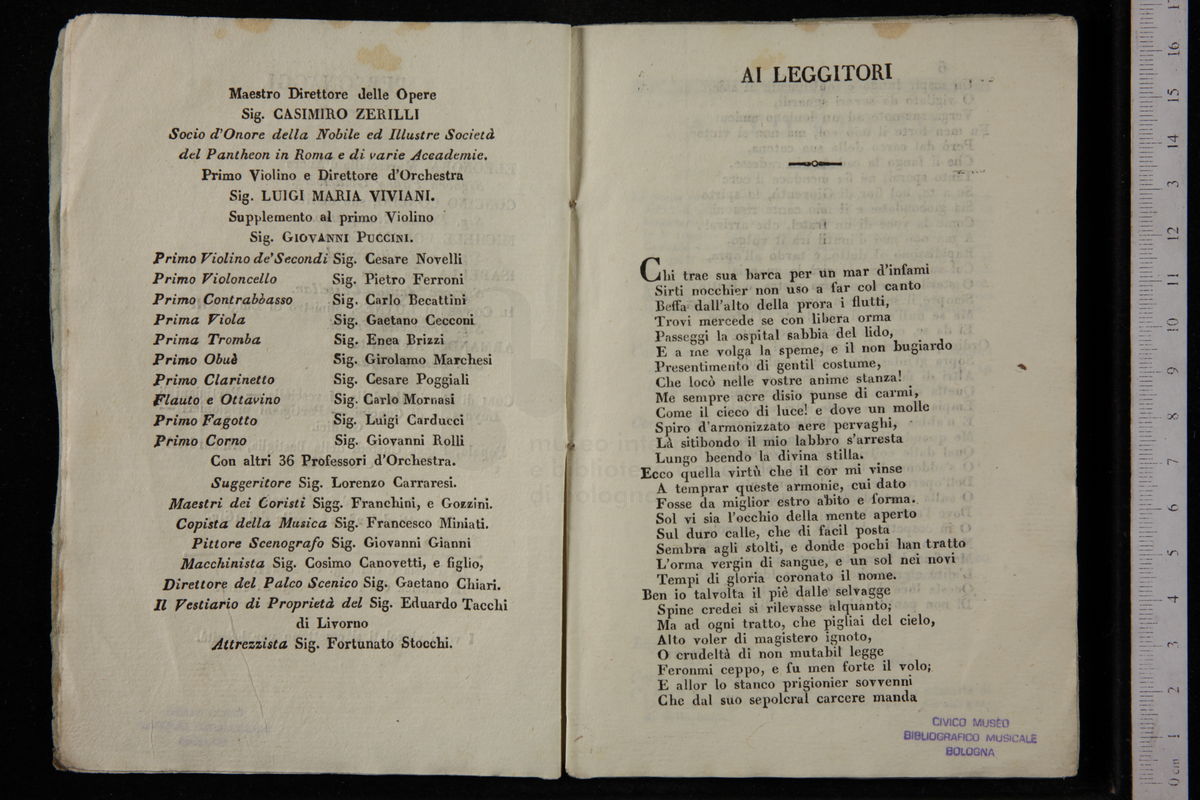 Maestro Direttore delle Opere
Sig. CASIMIRO ZERILLI
Socio d'Onore della Nobile ed Illustre Società
del Pantheon in Roma e di varie Accademie.
Primo Violino e Direttore d'Orchestra
Sig. LUIGI MARIA VIVIANI.
Supplemento al primo Violino
Sig. GIOVANNI PUCCINI.
Primo Violino de' Secondi Sig. Cesare Novelli
Primo Violoncello Sig. Pietro Ferroni
Primo Contrabbasso Sig. Carlo Becattini
Prima Viola Sig. Gaetano Cecconi
Prima Tromba Sig. Enea Brizzi
Primo Obuè Sig. Girolamo Marchesi
Primo Clarinetto Sig. Cesare Poggiali
Flauto e Ottavino Sig. Carlo Mornasi
Primo Fagotto Sig. Luigi Carducci
Primo Corno Sig. Giovanni Rolli
Con altri 36 Professori d'Orchestra.
Suggeritore Sig. Lorenzo Carraresi.
Maestri dei Coristi Sigg. Franchini, e Gozzini.
Copista della Musica Sig. Francesco Miniati.
Pittore Scenografo Sig. Giovanni Gianni
Macchinista Sig. Cosimo Canovetti, e figlio,
Direttore del Palco Scenico Sig. Gaetano Chiari.
Il Vestiario di Proprietà del Sig. Eduardo Tacchi
di Livorno
Attrezzista Sig. Fortunato Stocchi.
AI LEGGITORI
Chi trae sua barca per un mar d'infami
Sirti nocchier non uso a far col canto
Beffa dall'alto della prora i flutti,
Trovi mercede se con libera orma
Passeggi la ospital sabbia del lido,
E a me volga la speme, e il non bugiardo
Presentimento di gentil costume,
Che locò nelle vostre anime stanza!
Me sempre acre disio punse di carmi,
Come il cieco di luce! e dove un molle
Spiro d'armonizzato aere pervaghi,
Là sitibondo il mio labbro s'arresta
Lungo beendo la divina stilla.
Ecco quella virtù che il cor mi vinse
A temprar queste armonie, cui dato
Fosse da miglior estro abito e forma.
Sol vi sia l'occhio della mente aperto
Sul duro calle, che di facil posta
Sembra agli stolti, e donde pochi han tratto
L'orma vergin di sangue, e un sol nei novi
Tempi di gloria coronato il nome.
Ben io talvolta il piè dalle selvagge
Spine credei si rilevasse alquanto;
Ma ad ogni tratto, che pigliai del cielo,
Alto voler di magistero ignoto,
O crudeltà di non mutabil legge
Feronmi ceppo, e fu men forte il volo;
E allor lo stanco prigionier sovvenni
Che dal suo sepolcral carcere manda
CIVICO MUSEO
BIBLIOGRAFICO MUSICALE
BOLOGNA